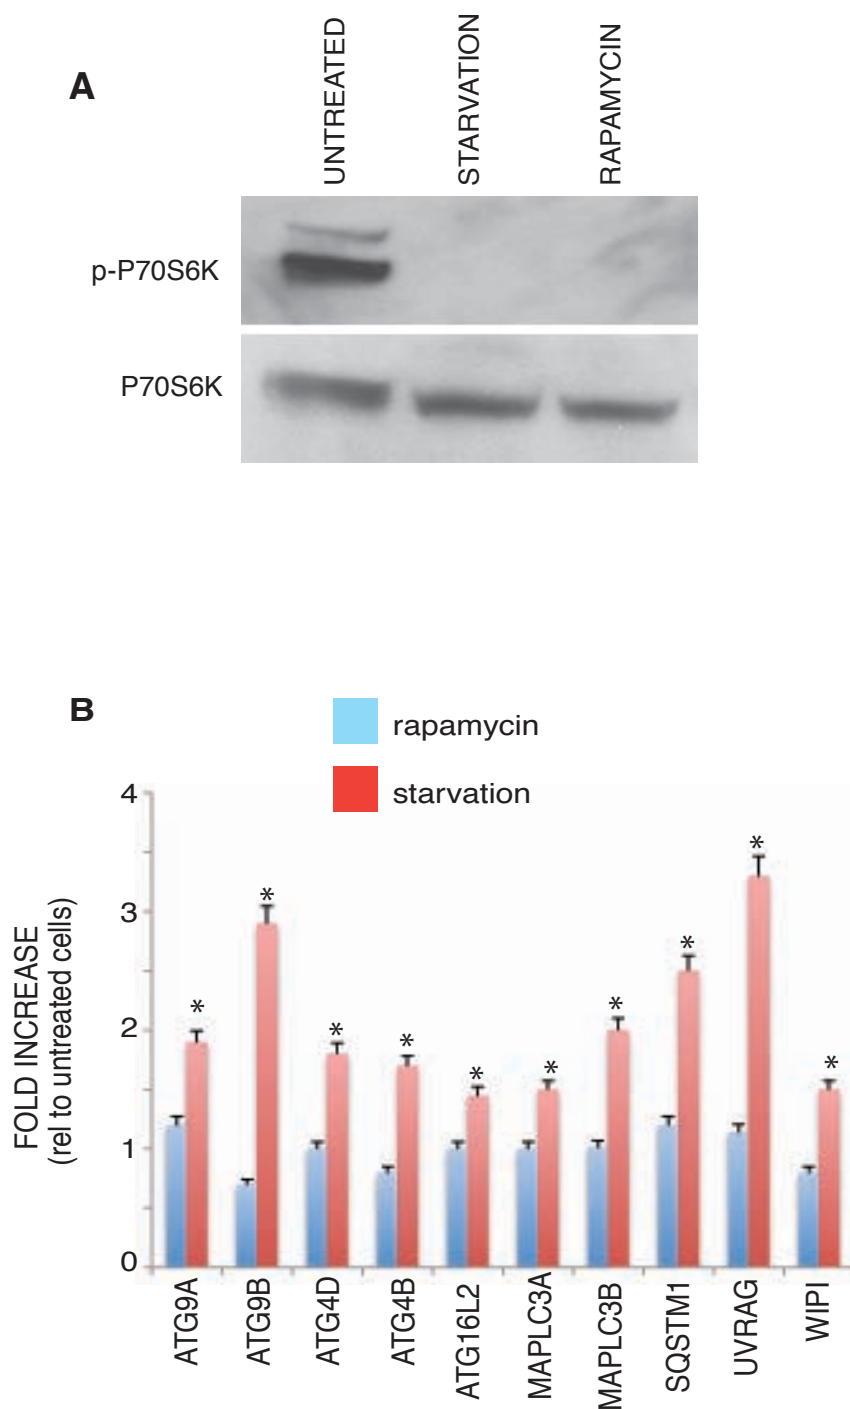 A
UNTREATED
STARVATION
RAPAMYCIN
p-P70S6K
P70S6K
B
rapamycin
starvation
FOLD INCREASE
(rel to untreated cells)
4
3
2
1
0
*
*
*
*
*
*
*
*
*
*
ATG9A
ATG9B
ATG4D
ATG4B
ATG16L2
MAPLC3A
MAPLC3B
SQSTM1
UVRAG
WIPI